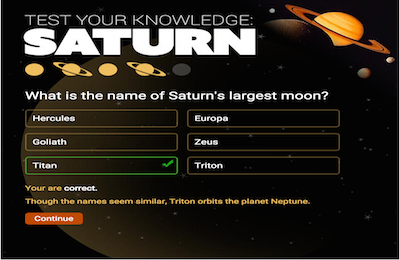 TEST YOUR KNOWLEDGE:
SATURN
What is the name of Saturn's largest moon?
Hercules
Europa
Goliath
Zeus
Titan
Triton
Your are correct.
Though the names seem similar, Triton orbits the planet Neptune.
Continue